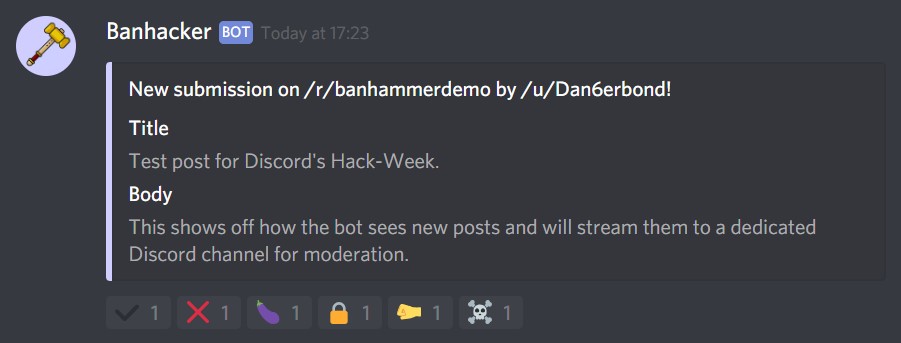 Banhacker BOT Today at 17:23
New submission on /r/banhammerdemo by /u/Dan6erbond!
Title
Test post for Discord's Hack-Week.
Body
This shows off how the bot sees new posts and will stream them to a dedicated
Discord channel for moderation.
1 1 1 1 1 1